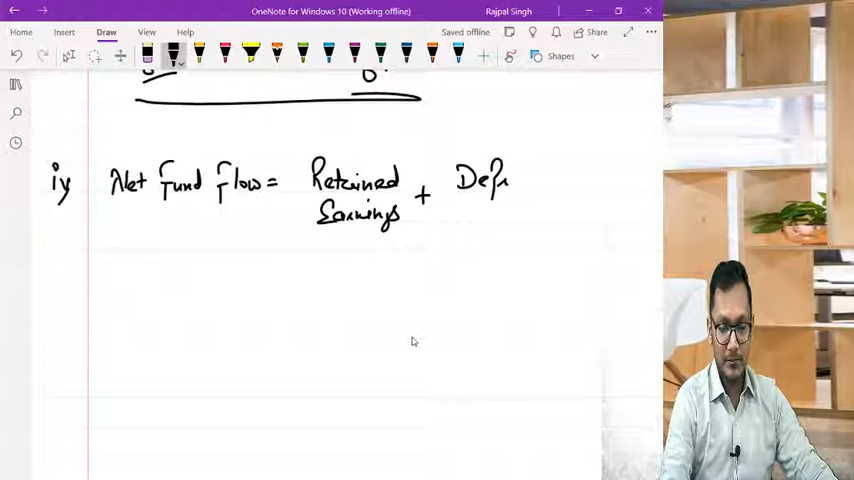 OneNote for Windows 10 (Working offline)
Rajpal Singh
Home Insert Draw View Help
Saved offline Share
Shapes
iv Net Fund Flow = Retained + Depr
Earnings